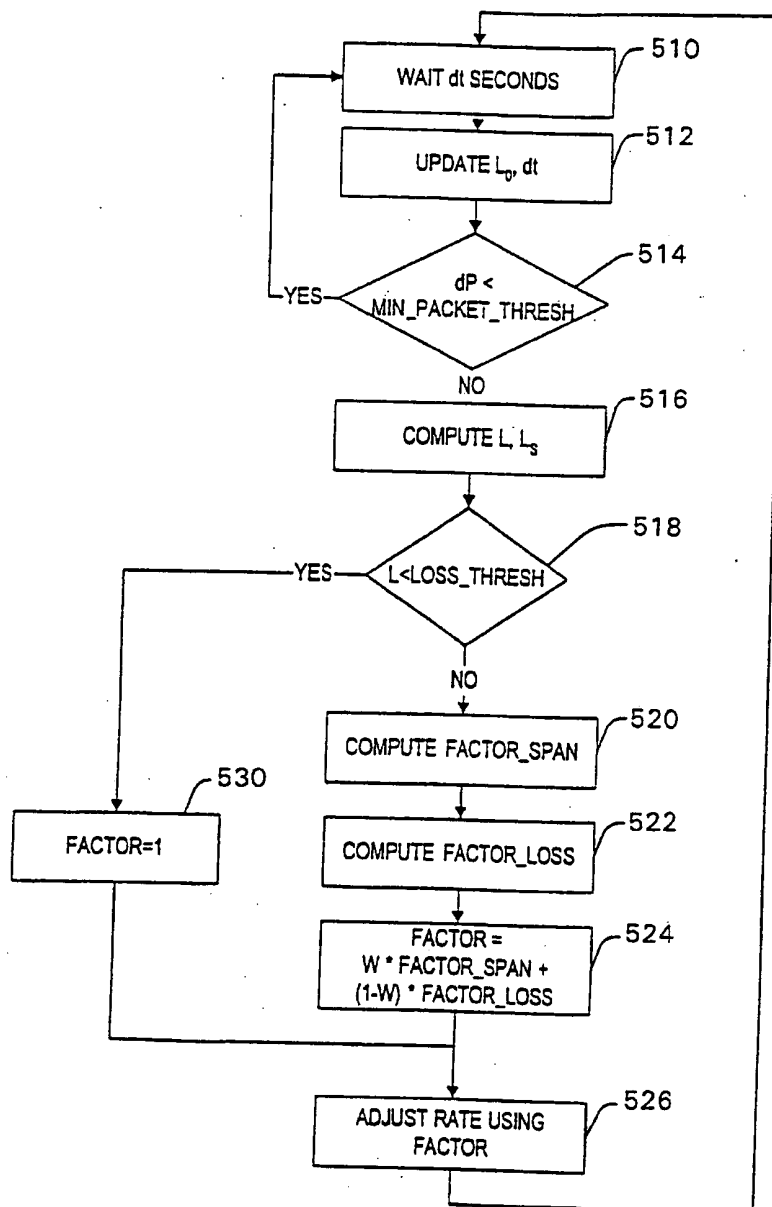 510
WAIT dt SECONDS
512
UPDATE L₀, dt
514
dP <
MIN_PACKET_THRESH
YES
NO
516
COMPUTE L, Lₛ
518
L<LOSS_THRESH
YES
NO
520
COMPUTE FACTOR_SPAN
530
FACTOR=1
522
COMPUTE FACTOR_LOSS
524
FACTOR =
W * FACTOR_SPAN +
(1-W) * FACTOR_LOSS
526
ADJUST RATE USING
FACTOR